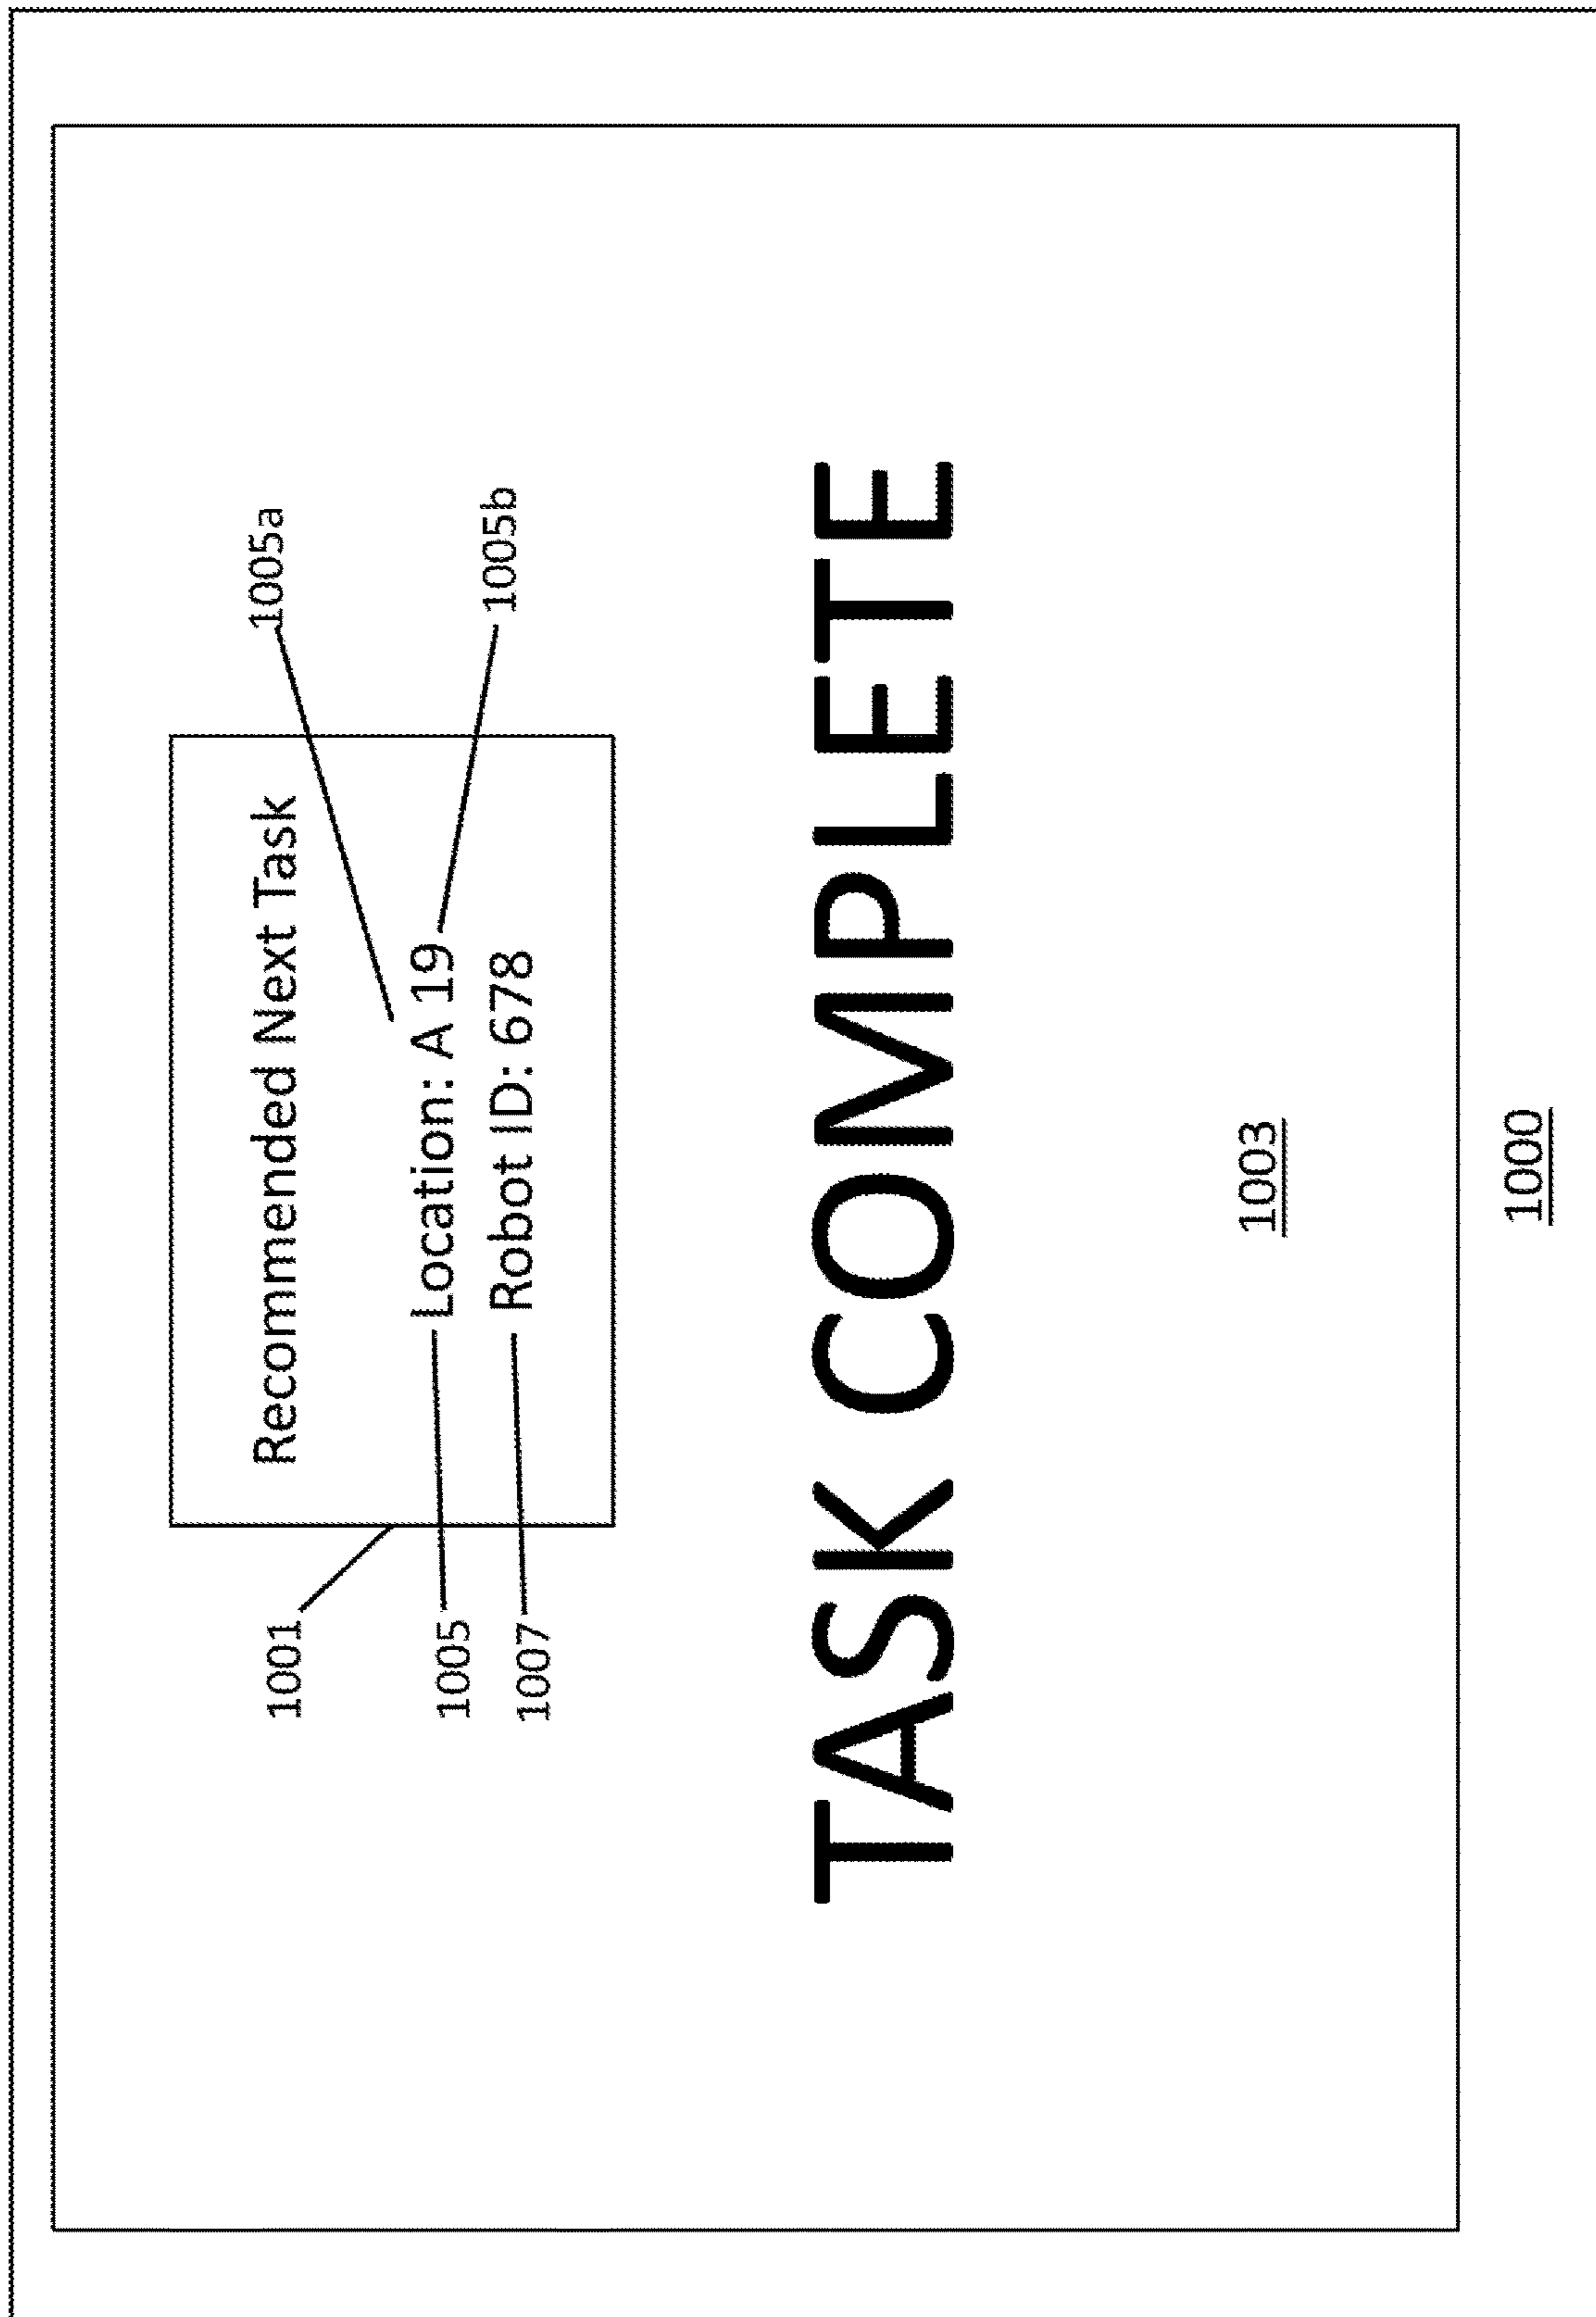 1005a
1001
Recommended Next Task
1005
Location: A 19
1005b
1007
Robot ID: 678
TASK COMPLETE
1003
1000